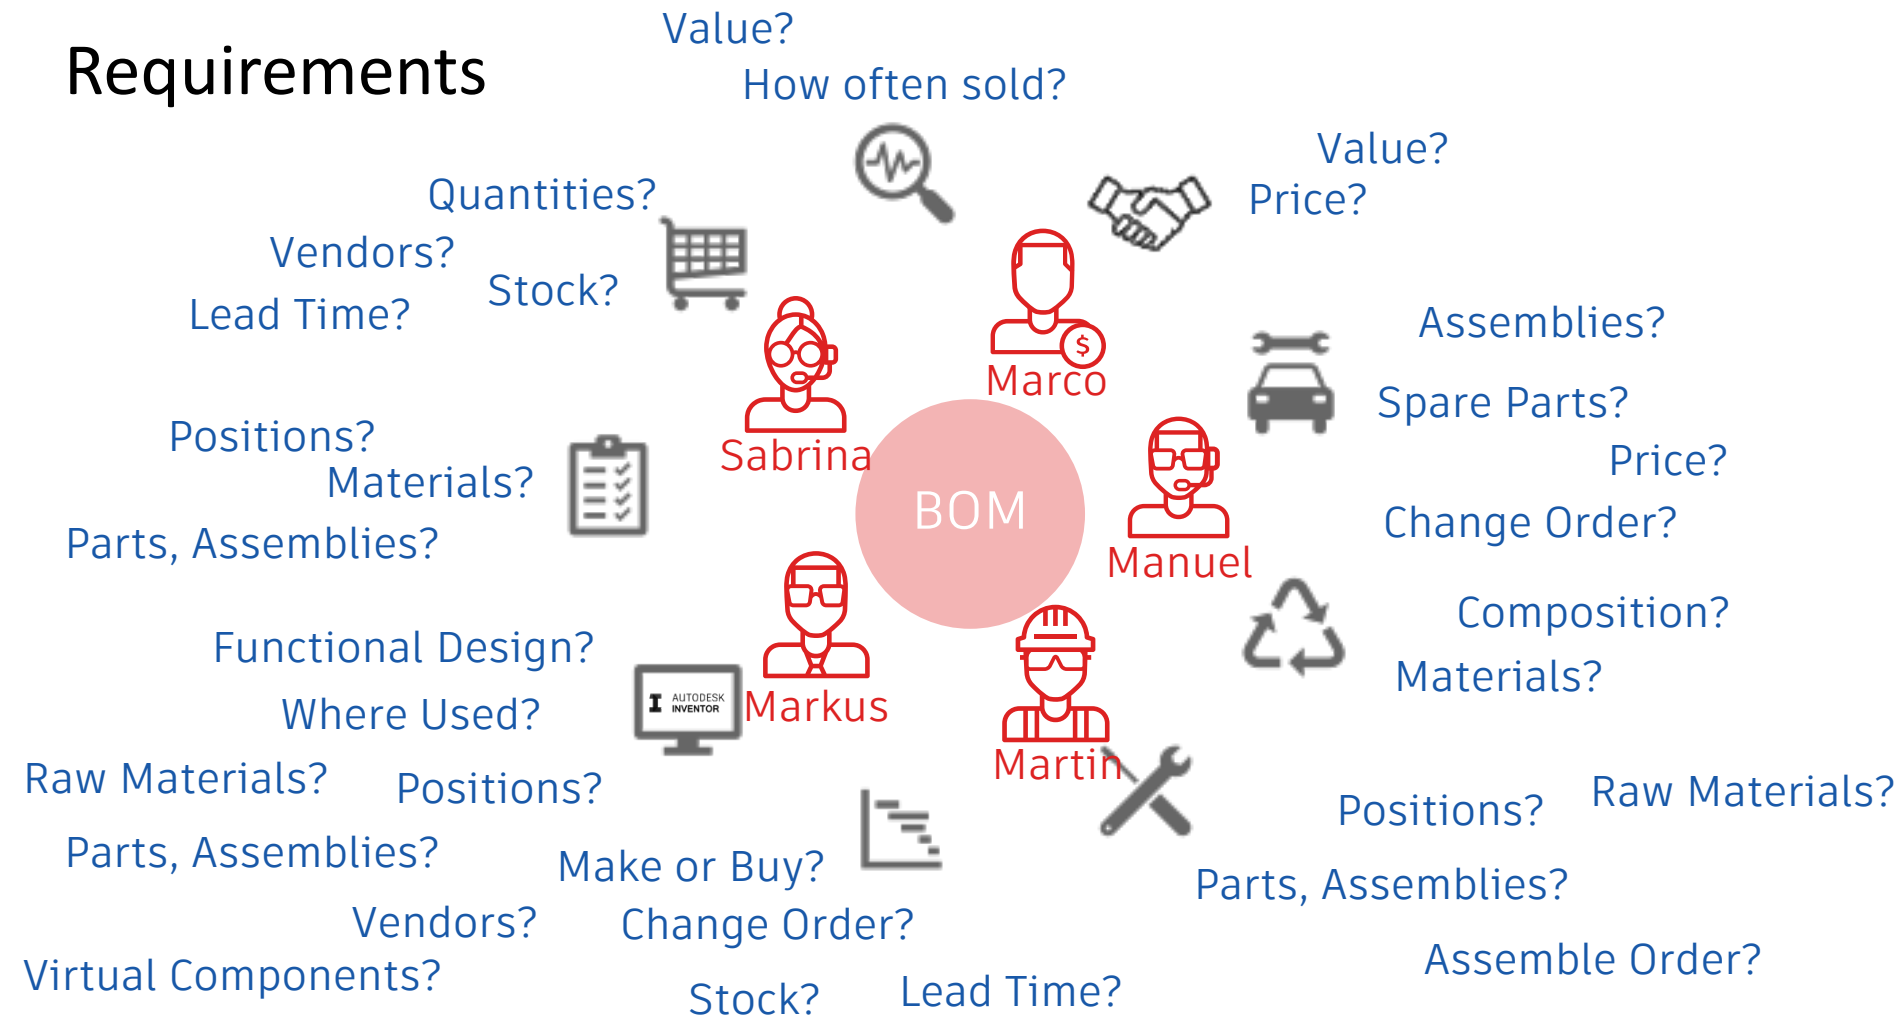 Requirements
Value?
How often sold?
Value?
Price?
Quantities?
Vendors?
Stock?
Lead Time?
$
Marco
Assemblies?
Spare Parts?
Price?
Change Order?
Sabrina
Positions?
Materials?
Parts, Assemblies?
BOM
Manuel
Composition?
Materials?
Functional Design?
Where Used?
AUTODESK
INVENTOR
Markus
Martin
Raw Materials?
Positions?
Parts, Assemblies?
Vendors?
Virtual Components?
Make or Buy?
Change Order?
Stock?
Lead Time?
Positions?
Raw Materials?
Parts, Assemblies?
Assemble Order?